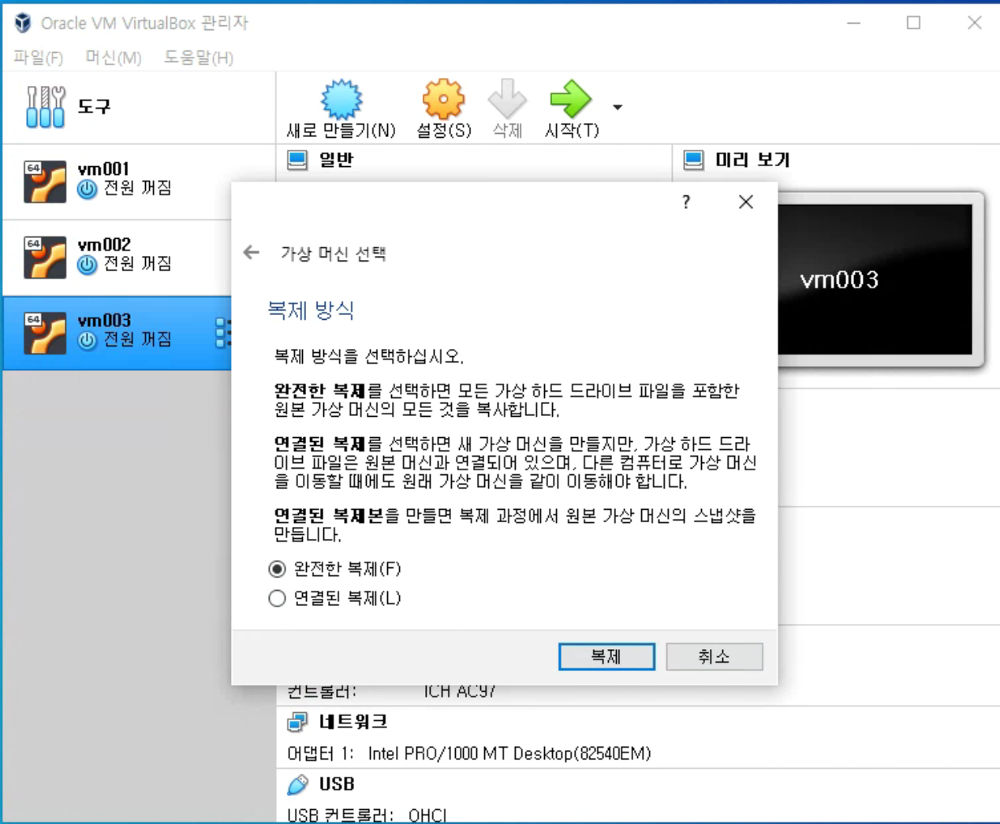 Oracle VM VirtualBox 관리자
파일(F) 머신(M) 도움말(H)
도구
새로 만들기(N) 설정(S) 삭제 시작(T)
64
vm001
전원 꺼짐
64
vm002
전원 꺼짐
64
vm003
전원 꺼짐
일반
미리 보기
vm003
?
가상 머신 선택
복제 방식
복제 방식을 선택하십시오.
완전한 복제를 선택하면 모든 가상 하드 드라이브 파일을 포함한
원본 가상 머신의 모든 것을 복사합니다.
연결된 복제를 선택하면 새 가상 머신을 만들지만, 가상 하드 드라
이브 파일은 원본 머신과 연결되어 있으며, 다른 컴퓨터로 가상 머신
을 이동할 때에도 원래 가상 머신을 같이 이동해야 합니다.
연결된 복제본을 만들면 복제 과정에서 원본 가상 머신의 스냅샷을
만듭니다.
완전한 복제(F)
연결된 복제(L)
복제 취소
컨트롤러: ICH AC97
네트워크
어댑터 1: Intel PRO/1000 MT Desktop(82540EM)
USB
USB 컨트롤러: OHCI